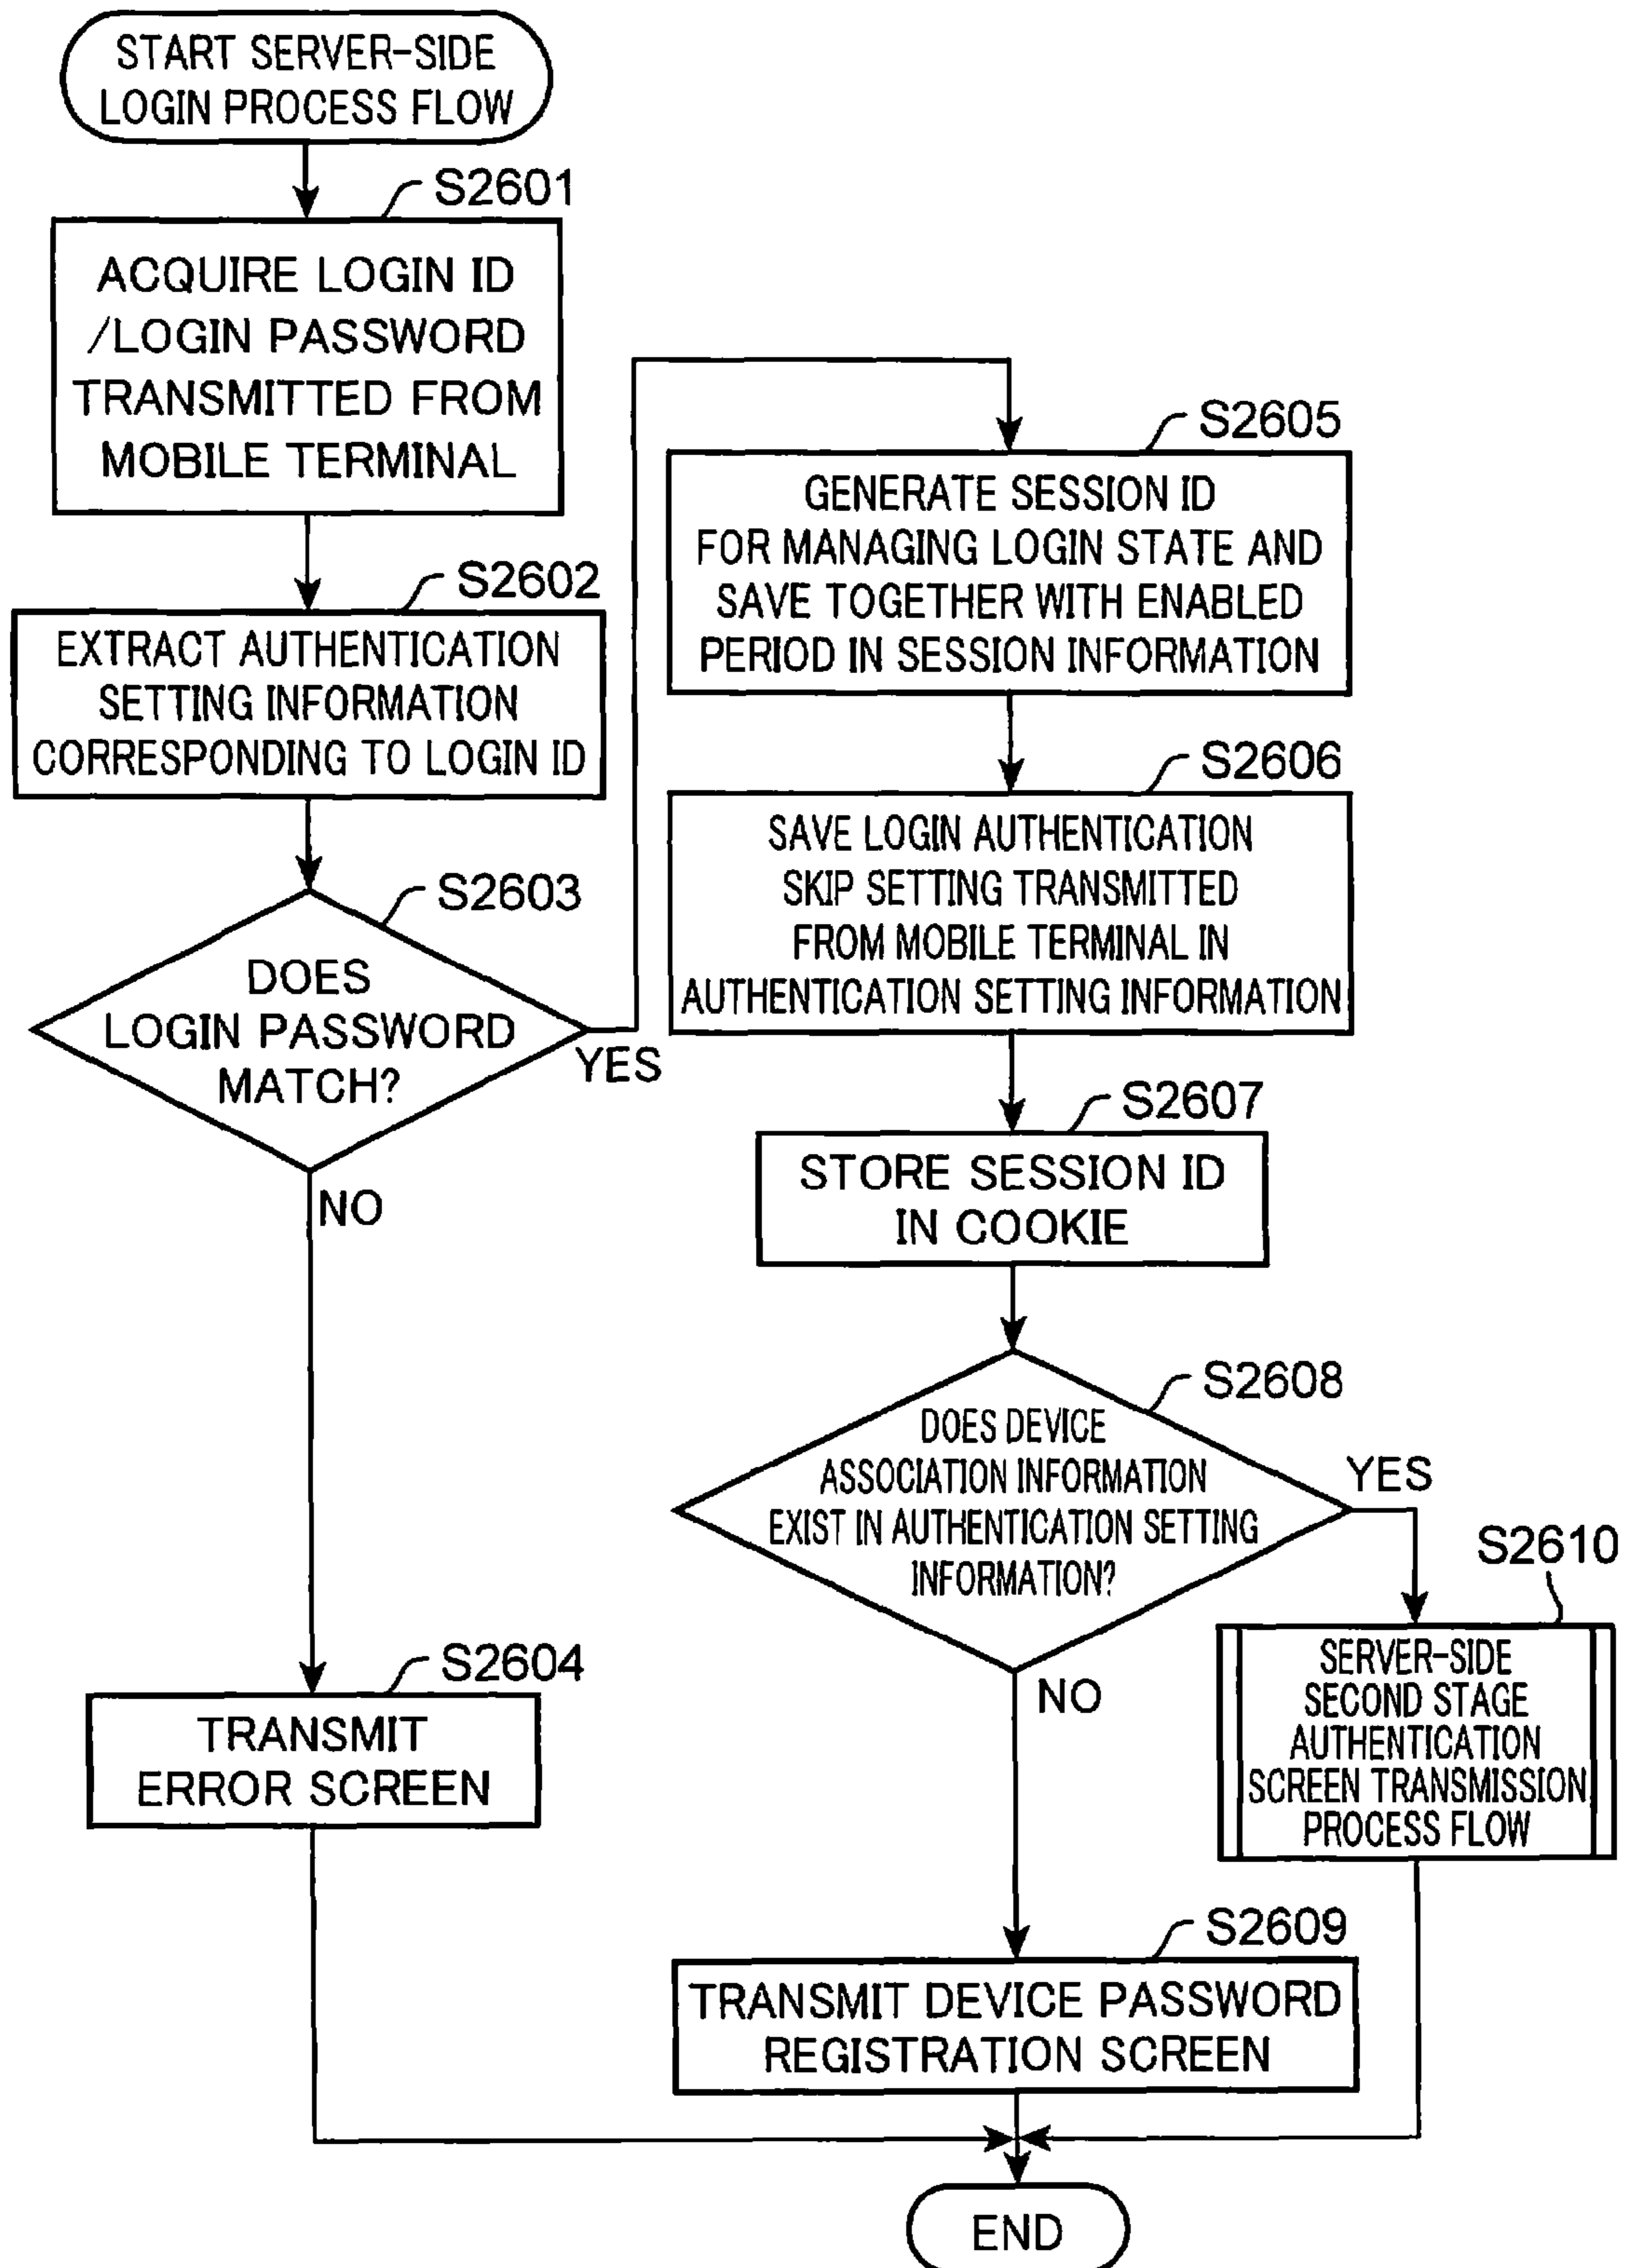 START SERVER-SIDE
LOGIN PROCESS FLOW
S2601
ACQUIRE LOGIN ID
/LOGIN PASSWORD
TRANSMITTED FROM
MOBILE TERMINAL
S2602
EXTRACT AUTHENTICATION
SETTING INFORMATION
CORRESPONDING TO LOGIN ID
S2603
DOES
LOGIN PASSWORD
MATCH?
YES
NO
S2604
TRANSMIT
ERROR SCREEN
S2605
GENERATE SESSION ID
FOR MANAGING LOGIN STATE AND
SAVE TOGETHER WITH ENABLED
PERIOD IN SESSION INFORMATION
S2606
SAVE LOGIN AUTHENTICATION
SKIP SETTING TRANSMITTED
FROM MOBILE TERMINAL IN
AUTHENTICATION SETTING INFORMATION
S2607
STORE SESSION ID
IN COOKIE
S2608
DOES DEVICE
ASSOCIATION INFORMATION
EXIST IN AUTHENTICATION SETTING
INFORMATION?
YES
NO
S2610
SERVER-SIDE
SECOND STAGE
AUTHENTICATION
SCREEN TRANSMISSION
PROCESS FLOW
S2609
TRANSMIT DEVICE PASSWORD
REGISTRATION SCREEN
END